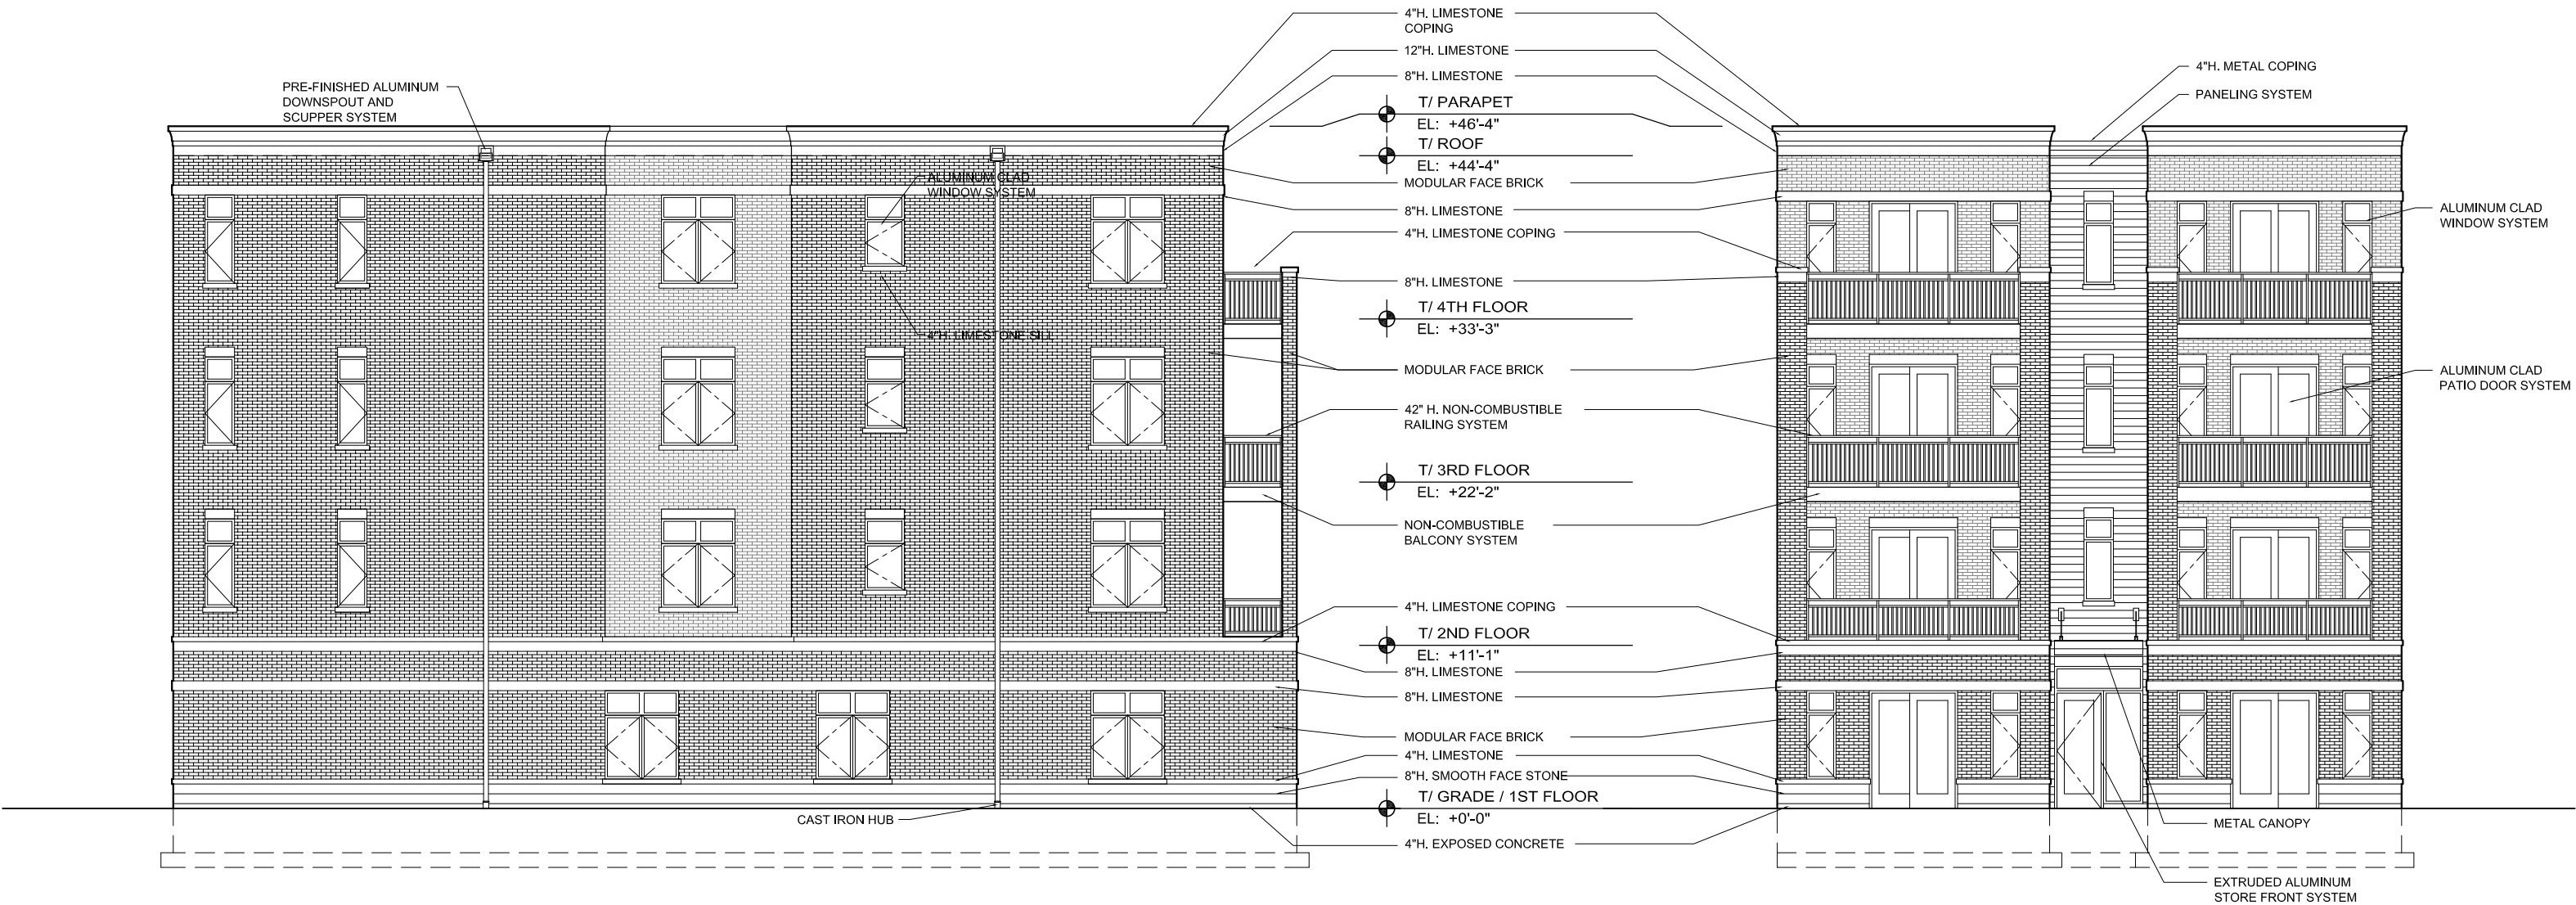 PRE-FINISHED ALUMINUM
DOWNSPOUT AND
SCUPPER SYSTEM
ALUMINUM CLAD
WINDOW SYSTEM
4"H. LIMESTONE SILL
CAST IRON HUB
4"H. LIMESTONE
COPING
12"H. LIMESTONE
8"H. LIMESTONE
T/ PARAPET
EL: +46'-4"
T/ ROOF
EL: +44'-4"
MODULAR FACE BRICK
8"H. LIMESTONE
4"H. LIMESTONE COPING
8"H. LIMESTONE
T/ 4TH FLOOR
EL: +33'-3"
MODULAR FACE BRICK
42" H. NON-COMBUSTIBLE
RAILING SYSTEM
T/ 3RD FLOOR
EL: +22'-2"
NON-COMBUSTIBLE
BALCONY SYSTEM
4"H. LIMESTONE COPING
T/ 2ND FLOOR
EL: +11'-1"
8"H. LIMESTONE
8"H. LIMESTONE
MODULAR FACE BRICK
4"H. LIMESTONE
8"H. SMOOTH FACE STONE
T/ GRADE / 1ST FLOOR
EL: +0'-0"
4"H. EXPOSED CONCRETE
4"H. METAL COPING
PANELING SYSTEM
ALUMINUM CLAD
WINDOW SYSTEM
ALUMINUM CLAD
PATIO DOOR SYSTEM
METAL CANOPY
EXTRUDED ALUMINUM
STORE FRONT SYSTEM